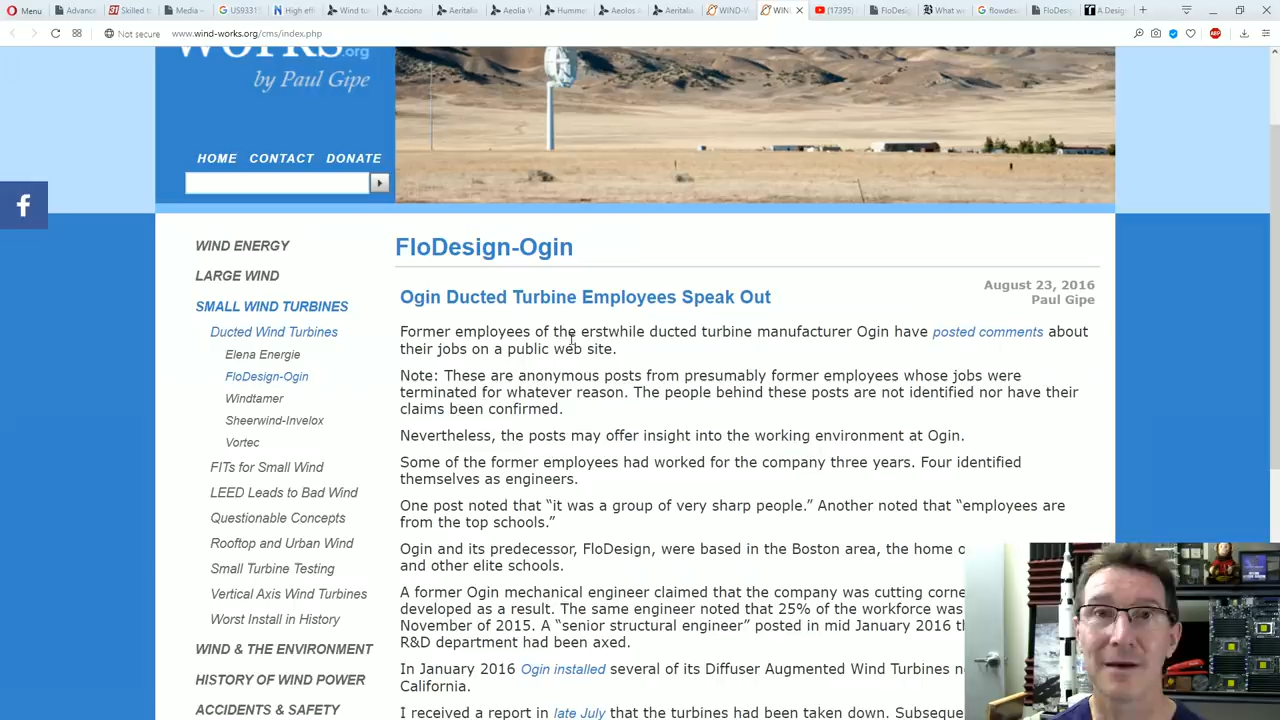 Menu
Advance
Skilled to
Media –
US93315
High effi
Wind tur
Acciona
Aeritalia
Aeolia W
Humme
Aeolos
Aeritalia
WIND-V
WIN
(17395)
FloDesig
What we
flowdes
FloDesig
A Desig
Not secure
www.wind-works.org/cms/index.php
WORKS.org
by Paul Gipe
HOME CONTACT DONATE
WIND ENERGY
LARGE WIND
SMALL WIND TURBINES
Ducted Wind Turbines
Elena Energie
FloDesign-Ogin
Windtamer
Sheerwind-Invelox
Vortec
FITs for Small Wind
LEED Leads to Bad Wind
Questionable Concepts
Rooftop and Urban Wind
Small Turbine Testing
Vertical Axis Wind Turbines
Worst Install in History
WIND & THE ENVIRONMENT
HISTORY OF WIND POWER
ACCIDENTS & SAFETY
FloDesign-Ogin
August 23, 2016
Paul Gipe
Ogin Ducted Turbine Employees Speak Out
Former employees of the erstwhile ducted turbine manufacturer Ogin have posted comments about
their jobs on a public web site.
Note: These are anonymous posts from presumably former employees whose jobs were
terminated for whatever reason. The people behind these posts are not identified nor have their
claims been confirmed.
Nevertheless, the posts may offer insight into the working environment at Ogin.
Some of the former employees had worked for the company three years. Four identified
themselves as engineers.
One post noted that “it was a group of very sharp people.” Another noted that “employees are
from the top schools.”
Ogin and its predecessor, FloDesign, were based in the Boston area, the home o
and other elite schools.
A former Ogin mechanical engineer claimed that the company was cutting corne
developed as a result. The same engineer noted that 25% of the workforce was
November of 2015. A “senior structural engineer” posted in mid January 2016 th
R&D department had been axed.
In January 2016 Ogin installed several of its Diffuser Augmented Wind Turbines n
California.
I received a report in late July that the turbines had been taken down. Subseque